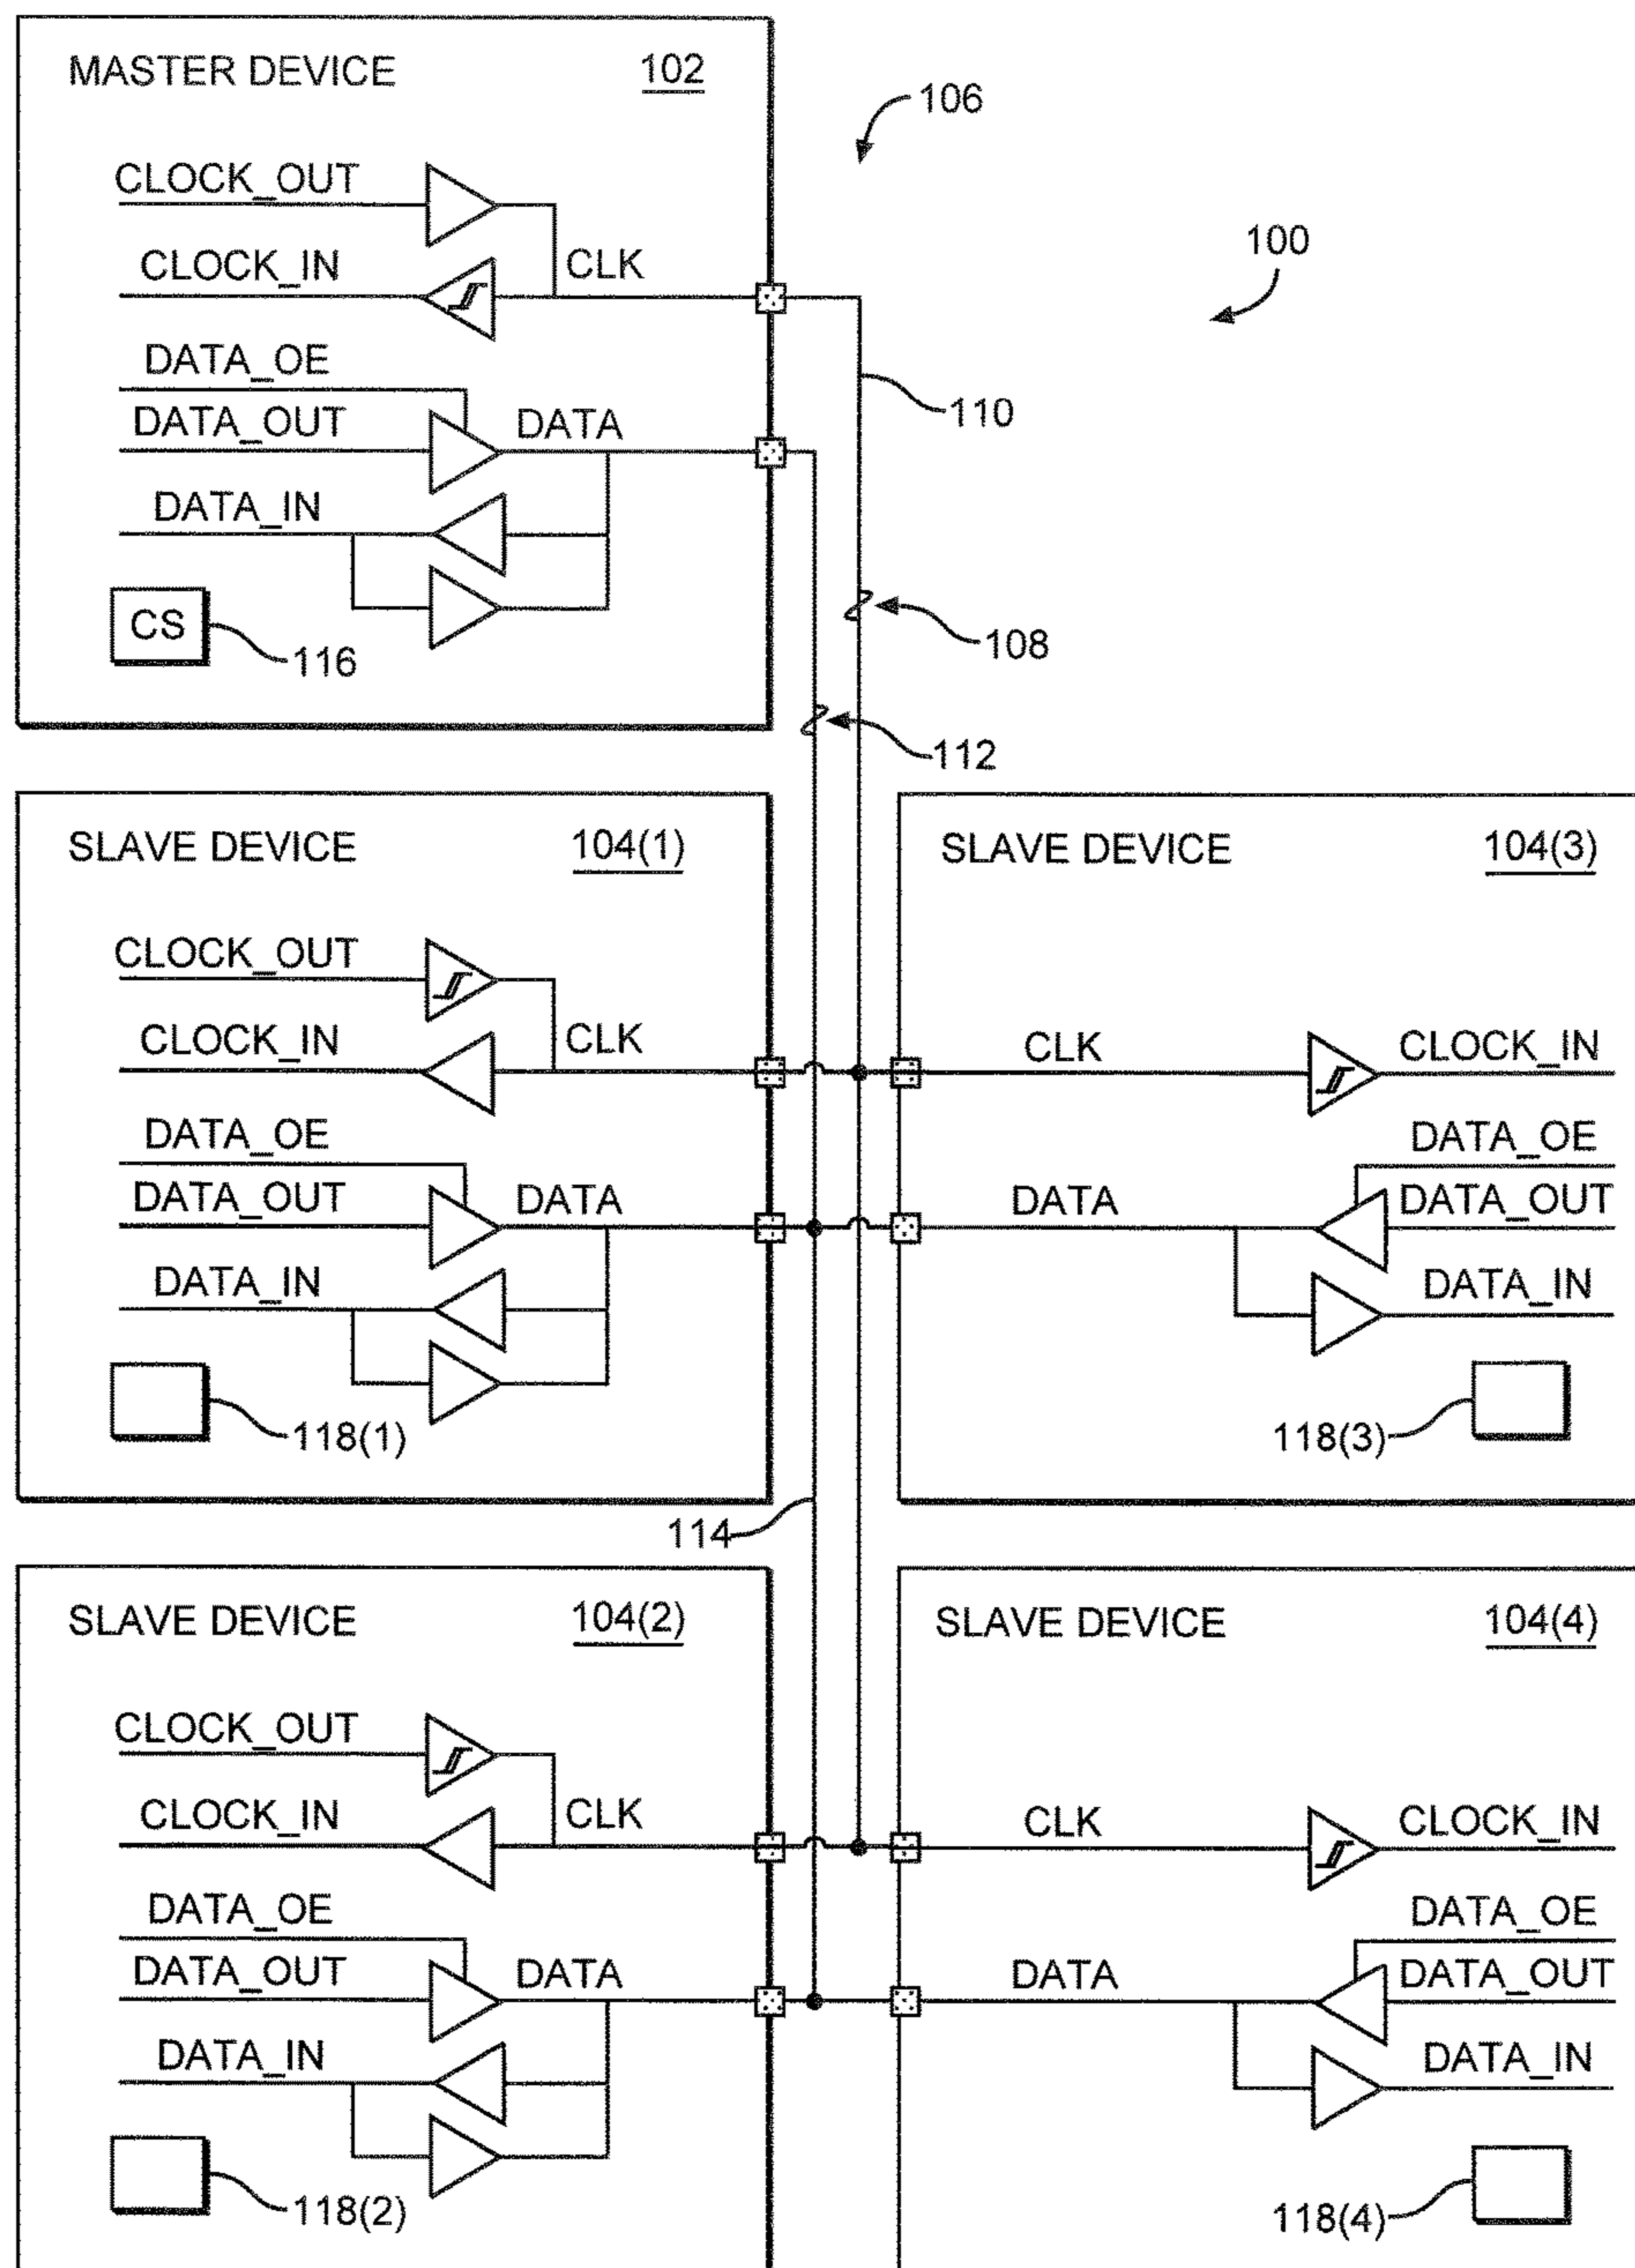 MASTER DEVICE 102
CLOCK_OUT
CLOCK_IN CLK
DATA_OE
DATA_OUT DATA
DATA_IN
CS
116
106
100
110
108
112
SLAVE DEVICE 104(1)
CLOCK_OUT
CLOCK_IN CLK
DATA_OE
DATA_OUT DATA
DATA_IN
118(1)
SLAVE DEVICE 104(3)
CLK CLOCK_IN
DATA_OE
DATA DATA_OUT
DATA_IN
118(3)
114
SLAVE DEVICE 104(2)
CLOCK_OUT
CLOCK_IN CLK
DATA_OE
DATA_OUT DATA
DATA_IN
118(2)
SLAVE DEVICE 104(4)
CLK CLOCK_IN
DATA_OE
DATA DATA_OUT
DATA_IN
118(4)